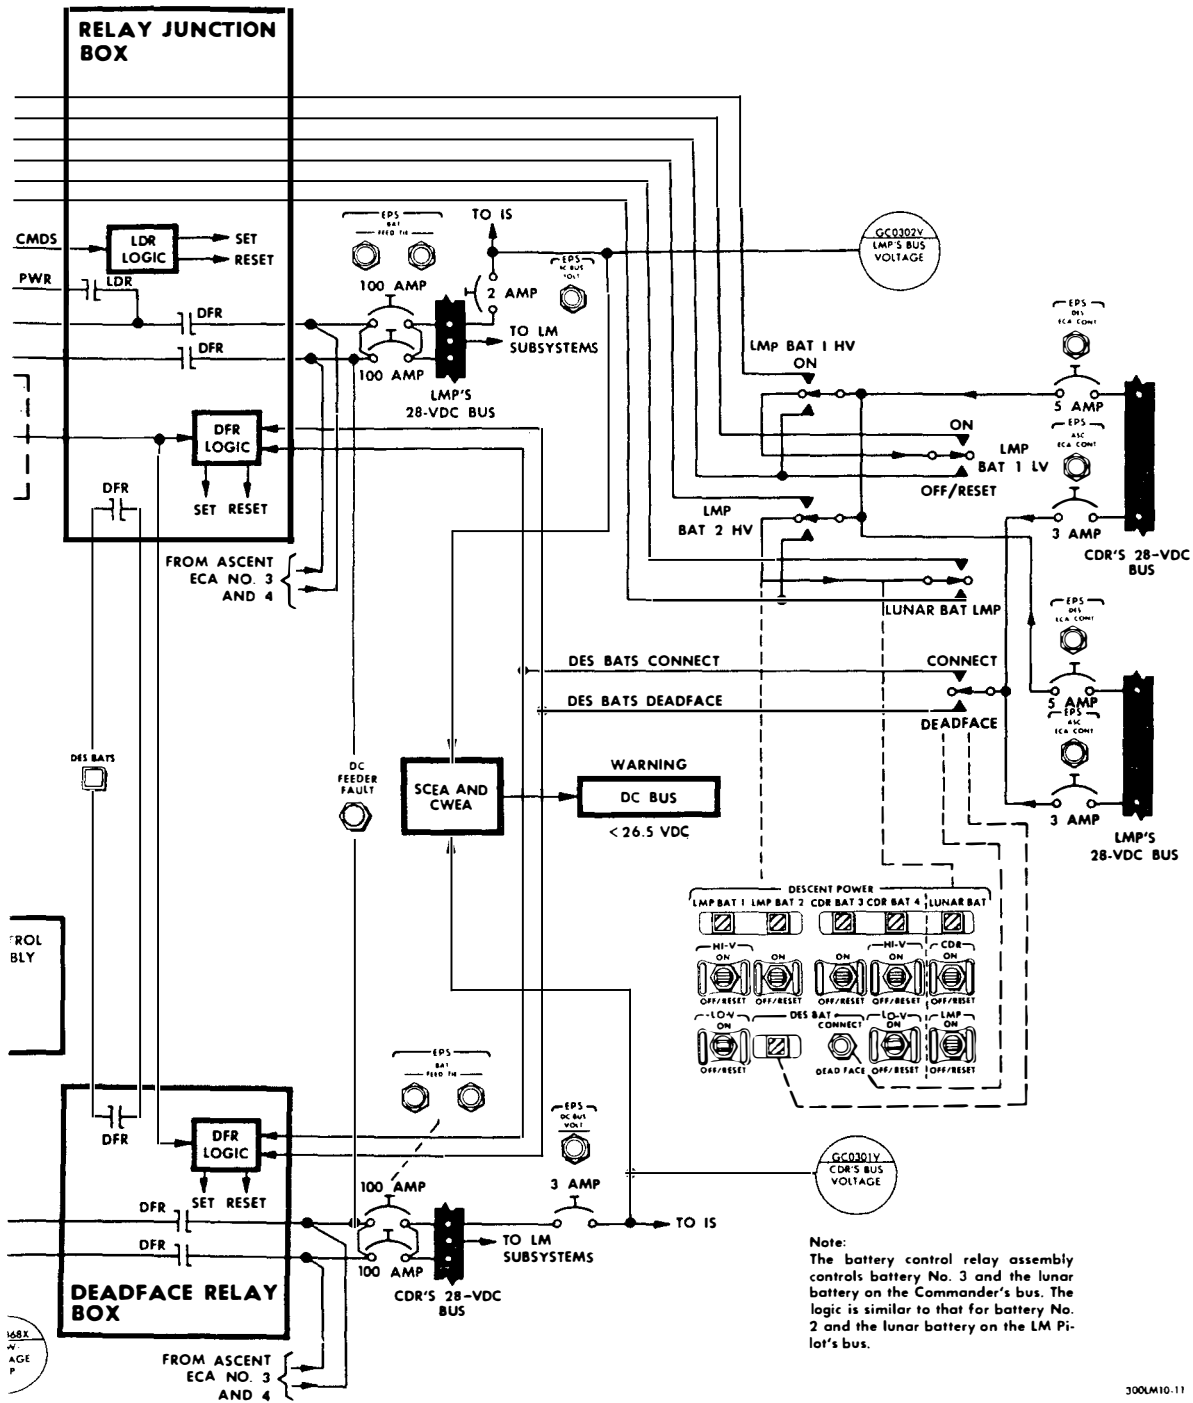 RELAY JUNCTION
BOX
CMDS
LDR
LOGIC
SET
RESET
PWR
LDR
DFR
DFR
EPS
BAT
FEED TIE
100 AMP
100 AMP
TO IS
2 AMP
EPS
DC BUS
VOLT
TO LM
SUBSYSTEMS
LMP'S
28-VDC BUS
GC0302V
LMP'S BUS
VOLTAGE
DFR
LOGIC
SET RESET
DFR
FROM ASCENT
ECA NO. 3
AND 4
LMP BAT 1 HV
ON
ON
LMP
BAT 1 LV
OFF/RESET
LMP
BAT 2 HV
LUNAR BAT LMP
EPS
DES
ECA CONT
5 AMP
EPS
ASC
ECA CONT
3 AMP
CDR'S 28-VDC
BUS
EPS
DES
ECA CONT
5 AMP
EPS
ASC
ECA CONT
3 AMP
LMP'S
28-VDC BUS
DES BATS CONNECT
CONNECT
DES BATS DEADFACE
DEADFACE
DES BATS
DC
FEEDER
FAULT
SCEA AND
CWEA
WARNING
DC BUS
< 26.5 VDC
DESCENT POWER
LMP BAT 1 LMP BAT 2 CDR BAT 3 CDR BAT 4 LUNAR BAT
HI-V
ON
OFF/RESET
ON
OFF/RESET
ON
OFF/RESET
HI-V
ON
OFF/RESET
CDR
ON
OFF/RESET
LO-V
ON
OFF/RESET
DES BAT
CONNECT
DEAD FACE
LO-V
ON
OFF/RESET
LMP
ON
OFF/RESET
ROL
BLY
DFR
DFR
LOGIC
SET RESET
DFR
DFR
DEADFACE RELAY
BOX
EPS
BAT
FEED TIE
100 AMP
100 AMP
EPS
DC BUS
VOLT
3 AMP
TO IS
TO LM
SUBSYSTEMS
CDR'S 28-VDC
BUS
GC0301V
CDR'S BUS
VOLTAGE
FROM ASCENT
ECA NO. 3
AND 4
368X
W-
AGE
P
Note:
The battery control relay assembly
controls battery No. 3 and the lunar
battery on the Commander's bus. The
logic is similar to that for battery No.
2 and the lunar battery on the LM Pi-
lot's bus.
300LM10-11